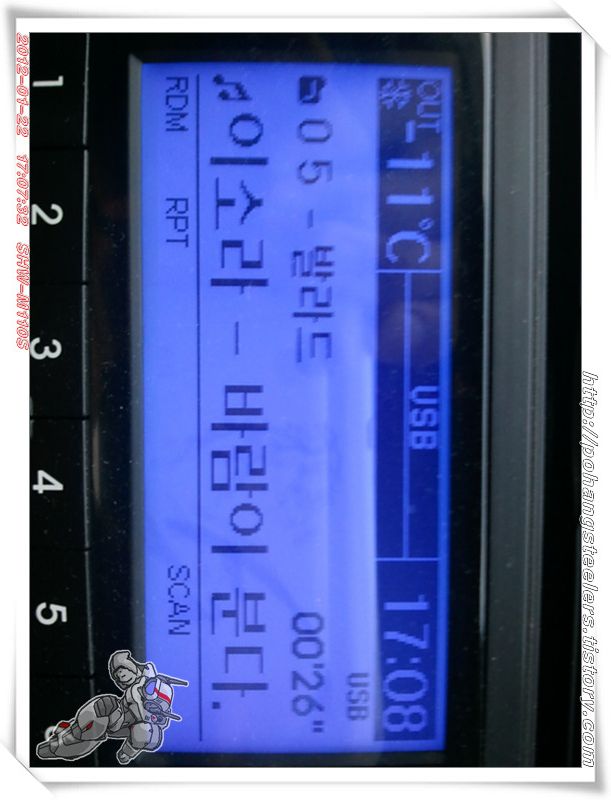 OUT
-11℃
USB
17:08
USB
05 - 발라드
00'26"
이소라 - 바람이 분다.
RDM RPT SCAN
1 2 3 4 5
2012-01-22 17:07:32 SHW-M110S
http://pohangsteelers.tistory.com